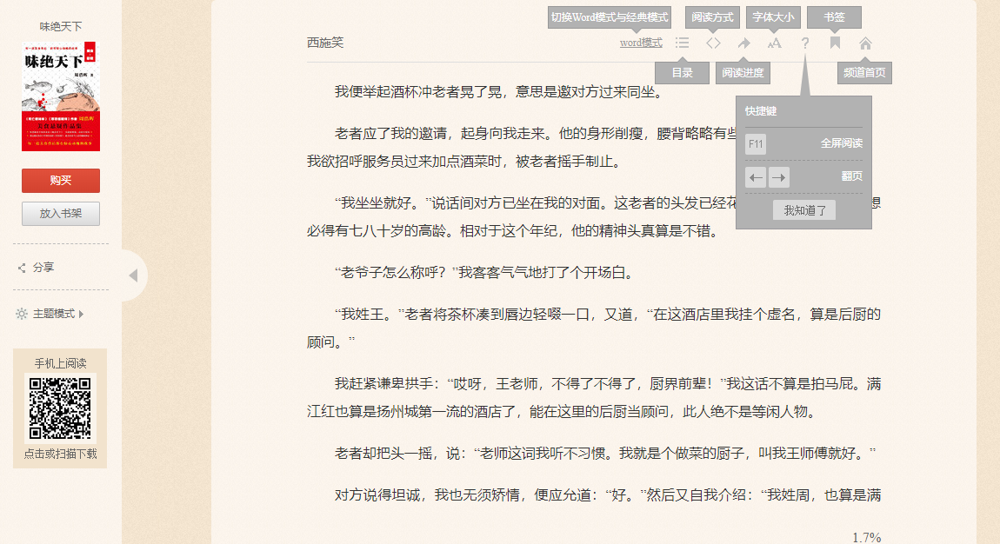 味绝天下
味绝天下
周浩晖 著
购买
放入书架
分享
主题模式
手机上阅读
点击或扫描下载
切换Word模式与经典模式
阅读方式
字体大小
书签
西施笑
word模式
目录
阅读进度
频道首页
我便举起酒杯冲老者晃了晃，意思是邀对方过来同坐。
老者应了我的邀请，起身向我走来。他的身形削瘦，腰背略略有些
我欲招呼服务员过来加点酒菜时，被老者摇手制止。
“我坐坐就好。”说话间对方已坐在我的对面。这老者的头发已经花
想
必得有七八十岁的高龄。相对于这个年纪，他的精神头真算是不错。
“老爷子怎么称呼？”我客客气气地打了个开场白。
“我姓王。”老者将茶杯凑到唇边轻啜一口，又道，“在这酒店里我挂个虚名，算是后厨的
顾问。”
我赶紧谦卑拱手：“哎呀，王老师，不得了不得了，厨界前辈！”我这话不算是拍马屁。满
江红也算是扬州城第一流的酒店了，能在这里的后厨当顾问，此人绝不是等闲人物。
老者却把头一摇，说：“老师这词我听不习惯。我就是个做菜的厨子，叫我王师傅就好。”
对方说得坦诚，我也无须矫情，便应允道：“好。”然后又自我介绍：“我姓周，也算是满
1.7%
快捷键
F11
全屏阅读
翻页
我知道了